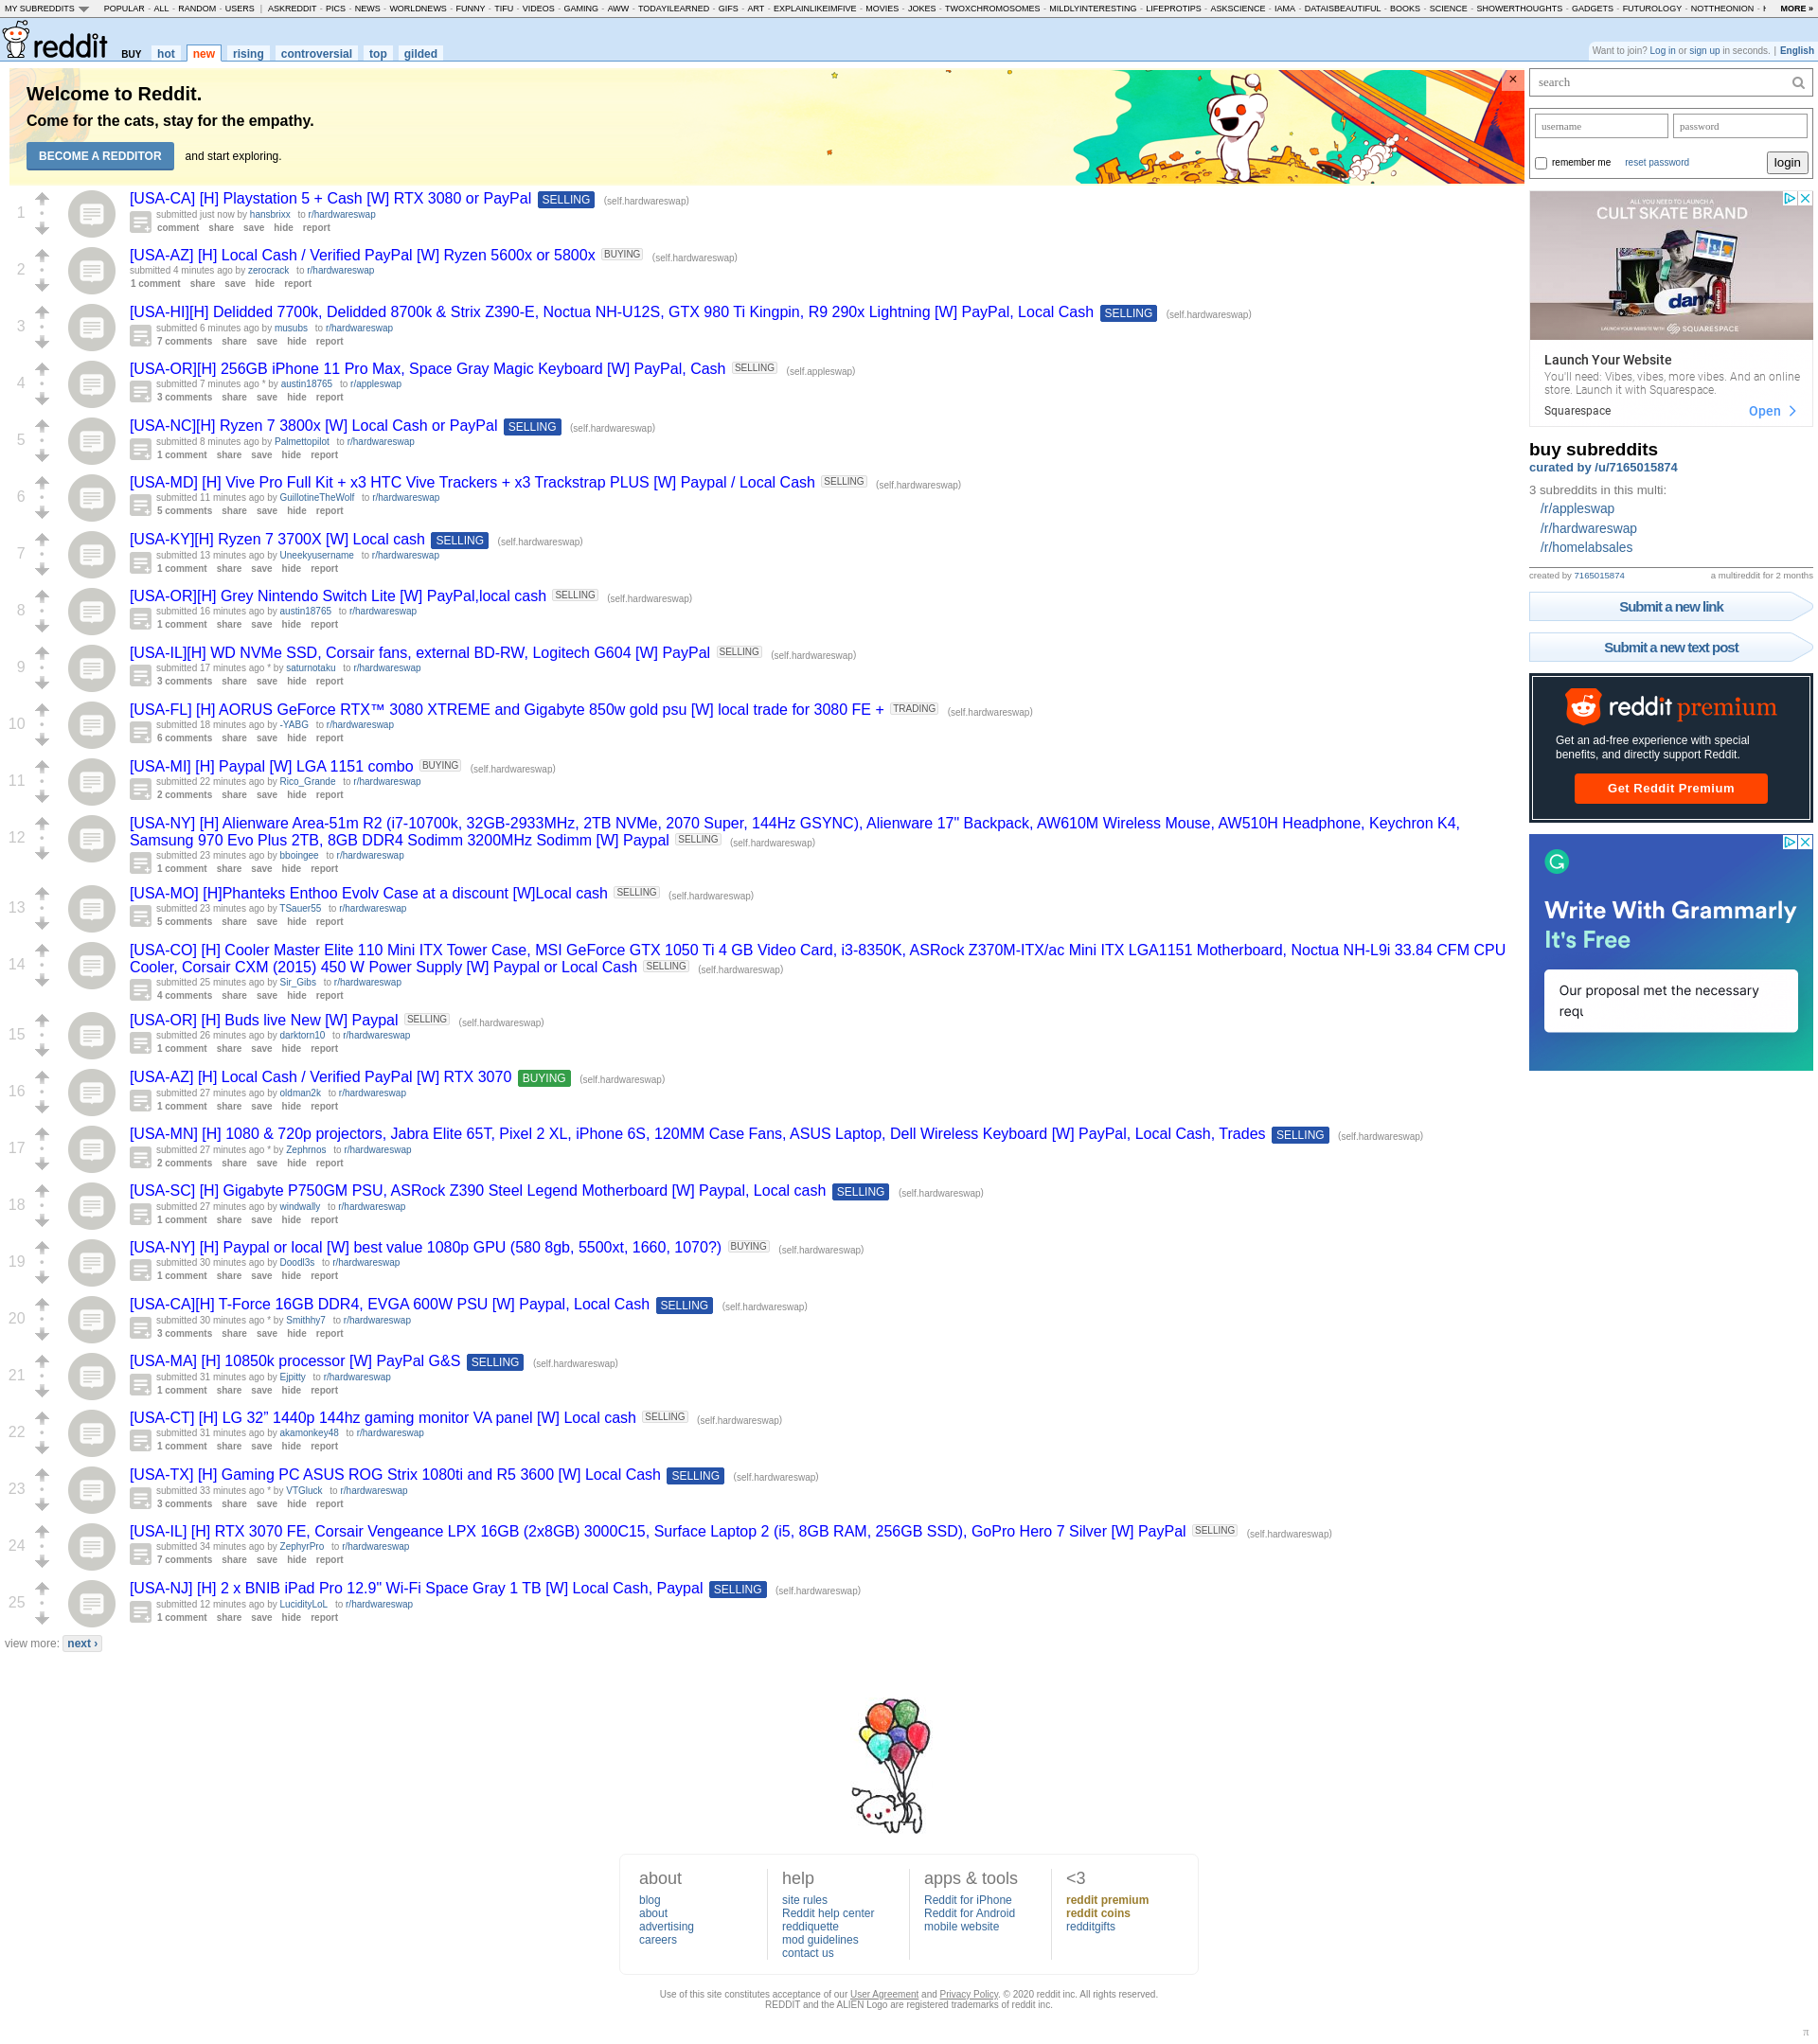 MY SUBREDDITS POPULAR - ALL - RANDOM - USERS | ASKREDDIT - PICS - NEWS - WORLDNEWS - FUNNY - TIFU - VIDEOS - GAMING - AWW - TODAYILEARNED - GIFS - ART - EXPLAINLIKEIMFIVE - MOVIES - JOKES - TWOXCHROMOSOMES - MILDLYINTERESTING - LIFEPROTIPS - ASKSCIENCE - IAMA - DATAISBEAUTIFUL - BOOKS - SCIENCE - SHOWERTHOUGHTS - GADGETS - FUTUROLOGY - NOTTHEONION - MORE »
reddit BUY hot new rising controversial top gilded
Want to join? Log in or sign up in seconds. | English
Welcome to Reddit.
Come for the cats, stay for the empathy.
BECOME A REDDITOR and start exploring.
1 [USA-CA] [H] Playstation 5 + Cash [W] RTX 3080 or PayPal SELLING (self.hardwareswap)
submitted just now by hansbrixx to r/hardwareswap
comment share save hide report
2 [USA-AZ] [H] Local Cash / Verified PayPal [W] Ryzen 5600x or 5800x BUYING (self.hardwareswap)
submitted 4 minutes ago by zerocrack to r/hardwareswap
1 comment share save hide report
3 [USA-HI][H] Delidded 7700k, Delidded 8700k & Strix Z390-E, Noctua NH-U12S, GTX 980 Ti Kingpin, R9 290x Lightning [W] PayPal, Local Cash SELLING (self.hardwareswap)
submitted 6 minutes ago by musubs to r/hardwareswap
7 comments share save hide report
4 [USA-OR][H] 256GB iPhone 11 Pro Max, Space Gray Magic Keyboard [W] PayPal, Cash SELLING (self.appleswap)
submitted 7 minutes ago * by austin18765 to r/appleswap
3 comments share save hide report
5 [USA-NC][H] Ryzen 7 3800x [W] Local Cash or PayPal SELLING (self.hardwareswap)
submitted 8 minutes ago by Palmettopilot to r/hardwareswap
1 comment share save hide report
6 [USA-MD] [H] Vive Pro Full Kit + x3 HTC Vive Trackers + x3 Trackstrap PLUS [W] Paypal / Local Cash SELLING (self.hardwareswap)
submitted 11 minutes ago by GuillotineTheWolf to r/hardwareswap
5 comments share save hide report
7 [USA-KY][H] Ryzen 7 3700X [W] Local cash SELLING (self.hardwareswap)
submitted 13 minutes ago by Uneekyusername to r/hardwareswap
1 comment share save hide report
8 [USA-OR][H] Grey Nintendo Switch Lite [W] PayPal,local cash SELLING (self.hardwareswap)
submitted 16 minutes ago by austin18765 to r/hardwareswap
1 comment share save hide report
9 [USA-IL][H] WD NVMe SSD, Corsair fans, external BD-RW, Logitech G604 [W] PayPal SELLING (self.hardwareswap)
submitted 17 minutes ago * by saturnotaku to r/hardwareswap
3 comments share save hide report
10 [USA-FL] [H] AORUS GeForce RTX™ 3080 XTREME and Gigabyte 850w gold psu [W] local trade for 3080 FE + TRADING (self.hardwareswap)
submitted 18 minutes ago by -YABG to r/hardwareswap
6 comments share save hide report
11 [USA-MI] [H] Paypal [W] LGA 1151 combo BUYING (self.hardwareswap)
submitted 22 minutes ago by Rico_Grande to r/hardwareswap
2 comments share save hide report
12 [USA-NY] [H] Alienware Area-51m R2 (i7-10700k, 32GB-2933MHz, 2TB NVMe, 2070 Super, 144Hz GSYNC), Alienware 17" Backpack, AW610M Wireless Mouse, AW510H Headphone, Keychron K4,
Samsung 970 Evo Plus 2TB, 8GB DDR4 Sodimm 3200MHz Sodimm [W] Paypal SELLING (self.hardwareswap)
submitted 23 minutes ago by bboingee to r/hardwareswap
1 comment share save hide report
13 [USA-MO] [H]Phanteks Enthoo Evolv Case at a discount [W]Local cash SELLING (self.hardwareswap)
submitted 23 minutes ago by TSauer55 to r/hardwareswap
5 comments share save hide report
14 [USA-CO] [H] Cooler Master Elite 110 Mini ITX Tower Case, MSI GeForce GTX 1050 Ti 4 GB Video Card, i3-8350K, ASRock Z370M-ITX/ac Mini ITX LGA1151 Motherboard, Noctua NH-L9i 33.84 CFM CPU
Cooler, Corsair CXM (2015) 450 W Power Supply [W] Paypal or Local Cash SELLING (self.hardwareswap)
submitted 25 minutes ago by Sir_Gibs to r/hardwareswap
4 comments share save hide report
15 [USA-OR] [H] Buds live New [W] Paypal SELLING (self.hardwareswap)
submitted 26 minutes ago by darktorn10 to r/hardwareswap
1 comment share save hide report
16 [USA-AZ] [H] Local Cash / Verified PayPal [W] RTX 3070 BUYING (self.hardwareswap)
submitted 27 minutes ago by oldman2k to r/hardwareswap
1 comment share save hide report
17 [USA-MN] [H] 1080 & 720p projectors, Jabra Elite 65T, Pixel 2 XL, iPhone 6S, 120MM Case Fans, ASUS Laptop, Dell Wireless Keyboard [W] PayPal, Local Cash, Trades SELLING (self.hardwareswap)
submitted 27 minutes ago * by Zephrnos to r/hardwareswap
2 comments share save hide report
18 [USA-SC] [H] Gigabyte P750GM PSU, ASRock Z390 Steel Legend Motherboard [W] Paypal, Local cash SELLING (self.hardwareswap)
submitted 27 minutes ago by windwally to r/hardwareswap
1 comment share save hide report
19 [USA-NY] [H] Paypal or local [W] best value 1080p GPU (580 8gb, 5500xt, 1660, 1070?) BUYING (self.hardwareswap)
submitted 30 minutes ago by Doodl3s to r/hardwareswap
1 comment share save hide report
20 [USA-CA][H] T-Force 16GB DDR4, EVGA 600W PSU [W] Paypal, Local Cash SELLING (self.hardwareswap)
submitted 30 minutes ago * by Smithhy7 to r/hardwareswap
3 comments share save hide report
21 [USA-MA] [H] 10850k processor [W] PayPal G&S SELLING (self.hardwareswap)
submitted 31 minutes ago by Ejpitty to r/hardwareswap
1 comment share save hide report
22 [USA-CT] [H] LG 32” 1440p 144hz gaming monitor VA panel [W] Local cash SELLING (self.hardwareswap)
submitted 31 minutes ago by akamonkey48 to r/hardwareswap
1 comment share save hide report
23 [USA-TX] [H] Gaming PC ASUS ROG Strix 1080ti and R5 3600 [W] Local Cash SELLING (self.hardwareswap)
submitted 33 minutes ago * by VTGluck to r/hardwareswap
3 comments share save hide report
24 [USA-IL] [H] RTX 3070 FE, Corsair Vengeance LPX 16GB (2x8GB) 3000C15, Surface Laptop 2 (i5, 8GB RAM, 256GB SSD), GoPro Hero 7 Silver [W] PayPal SELLING (self.hardwareswap)
submitted 34 minutes ago by ZephyrPro to r/hardwareswap
7 comments share save hide report
25 [USA-NJ] [H] 2 x BNIB iPad Pro 12.9" Wi-Fi Space Gray 1 TB [W] Local Cash, Paypal SELLING (self.hardwareswap)
submitted 12 minutes ago by LucidityLoL to r/hardwareswap
1 comment share save hide report
view more: next ›
search
username password
remember me reset password login
ALL YOU NEED TO LAUNCH A
CULT SKATE BRAND
dan
LAUNCH YOUR WEBSITE WITH SQUARESPACE
Launch Your Website
You'll need: Vibes, vibes, more vibes. And an online
store. Launch it with Squarespace.
Squarespace Open
buy subreddits
curated by /u/7165015874
3 subreddits in this multi:
/r/appleswap
/r/hardwareswap
/r/homelabsales
created by 7165015874 a multireddit for 2 months
Submit a new link
Submit a new text post
reddit premium
Get an ad-free experience with special
benefits, and directly support Reddit.
Get Reddit Premium
Write With Grammarly
It's Free
Our proposal met the necessary
requ
about
blog
about
advertising
careers
help
site rules
Reddit help center
reddiquette
mod guidelines
contact us
apps & tools
Reddit for iPhone
Reddit for Android
mobile website
<3
reddit premium
reddit coins
redditgifts
Use of this site constitutes acceptance of our User Agreement and Privacy Policy. © 2020 reddit inc. All rights reserved.
REDDIT and the ALIEN Logo are registered trademarks of reddit inc.
π